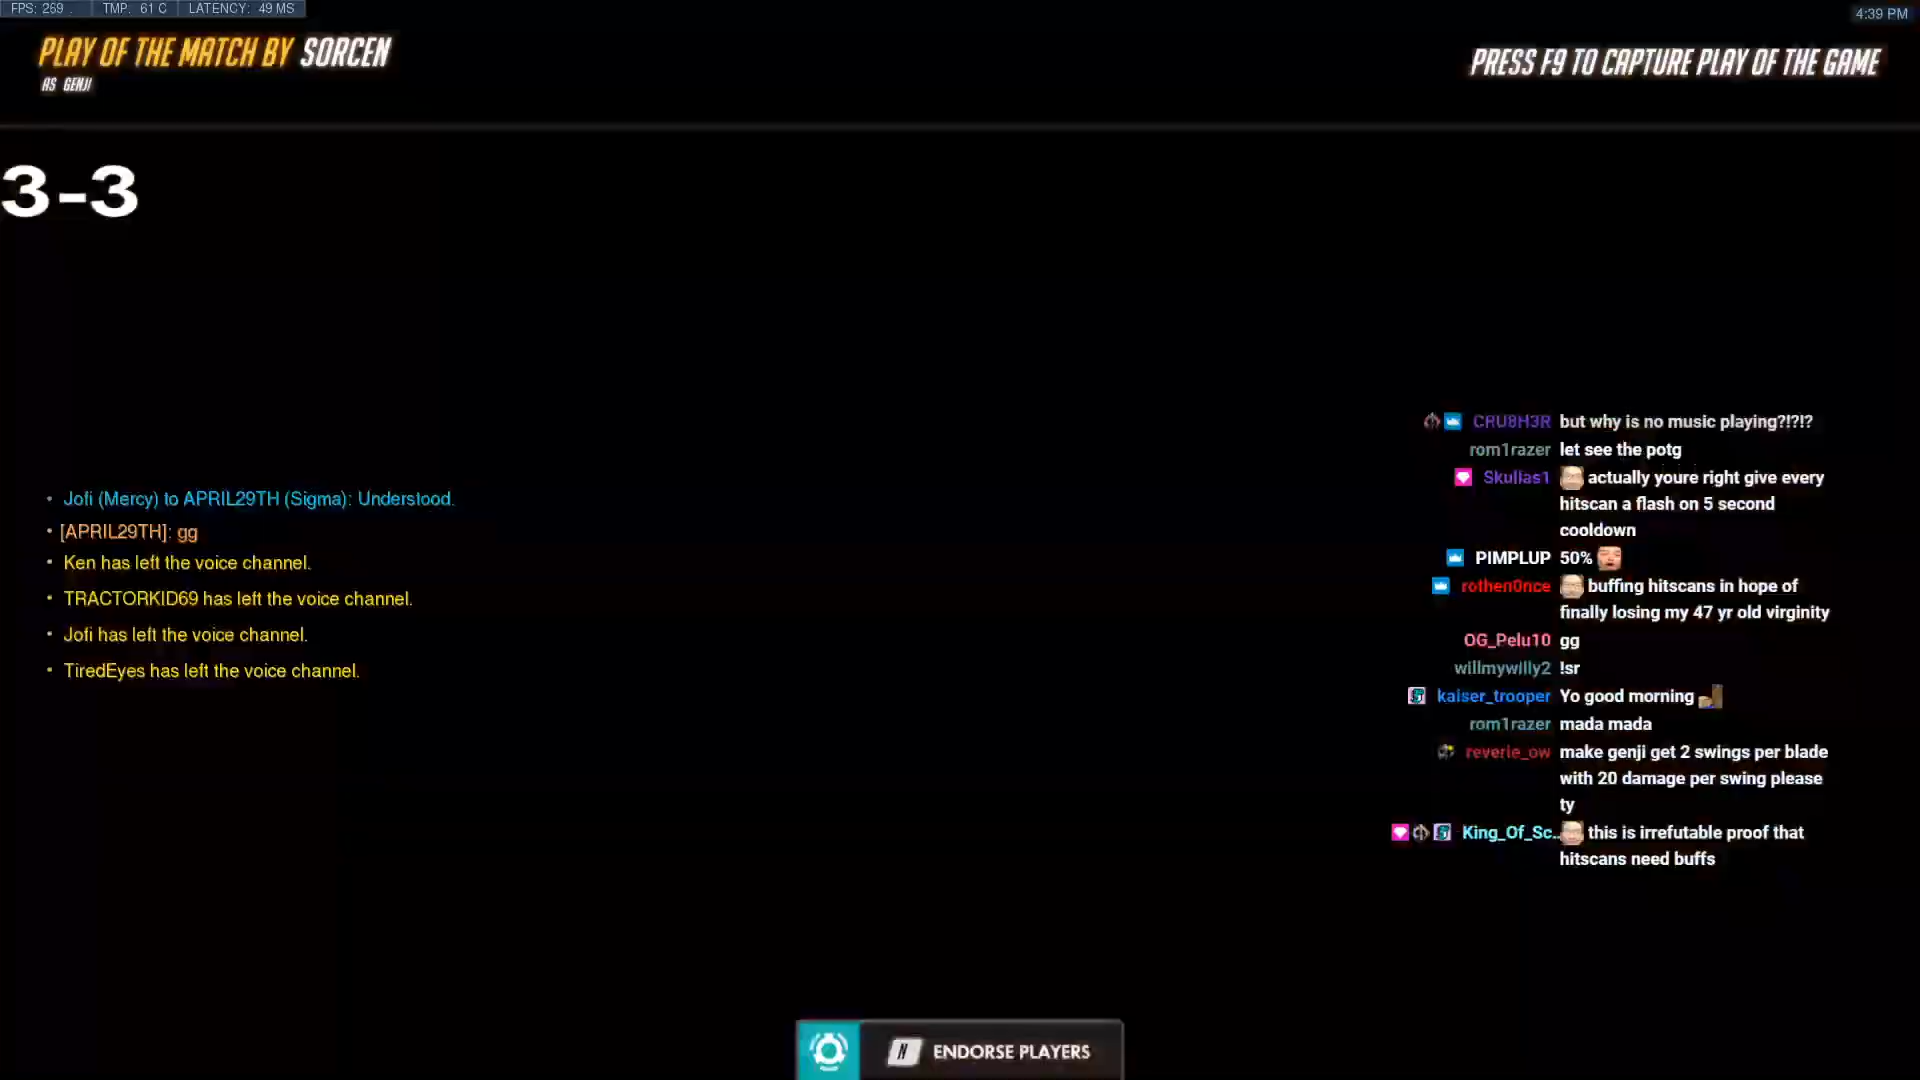 FPS: 269 TMP: 61 C LATENCY: 49 MS
4:39 PM
PLAY OF THE MATCH BY SORCEN
AS GENJI
PRESS F9 TO CAPTURE PLAY OF THE GAME
3-3
• Jofi (Mercy) to APRIL29TH (Sigma): Understood.
• [APRIL29TH]: gg
• Ken has left the voice channel.
• TRACTORKID69 has left the voice channel.
• Jofi has left the voice channel.
• TiredEyes has left the voice channel.
CRU8H3R but why is no music playing?!?!?
rom1razer let see the potg
Skullas1 actually youre right give every
hitscan a flash on 5 second
cooldown
PIMPLUP 50%
rothen0nce buffing hitscans in hope of
finally losing my 47 yr old virginity
OG_Pelu10 gg
willmywilly2 !sr
kaiser_trooper Yo good morning
rom1razer mada mada
reverie_ow make genji get 2 swings per blade
with 20 damage per swing please
ty
King_Of_Sc.. this is irrefutable proof that
hitscans need buffs
N ENDORSE PLAYERS